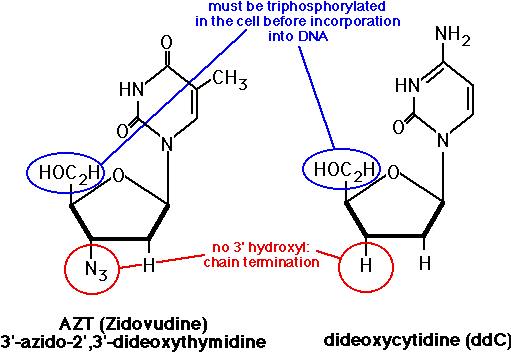 must be triphosphorylated
in the cell before incorporation
into DNA
O
NH2
HN
CH3
HN
O
N
O
N
HOC2H
O
HOC2H
O
no 3' hydroxyl:
chain termination
N3
H
H
H
AZT (Zidovudine)
3'-azido-2',3'-dideoxythymidine
dideoxycytidine (ddC)